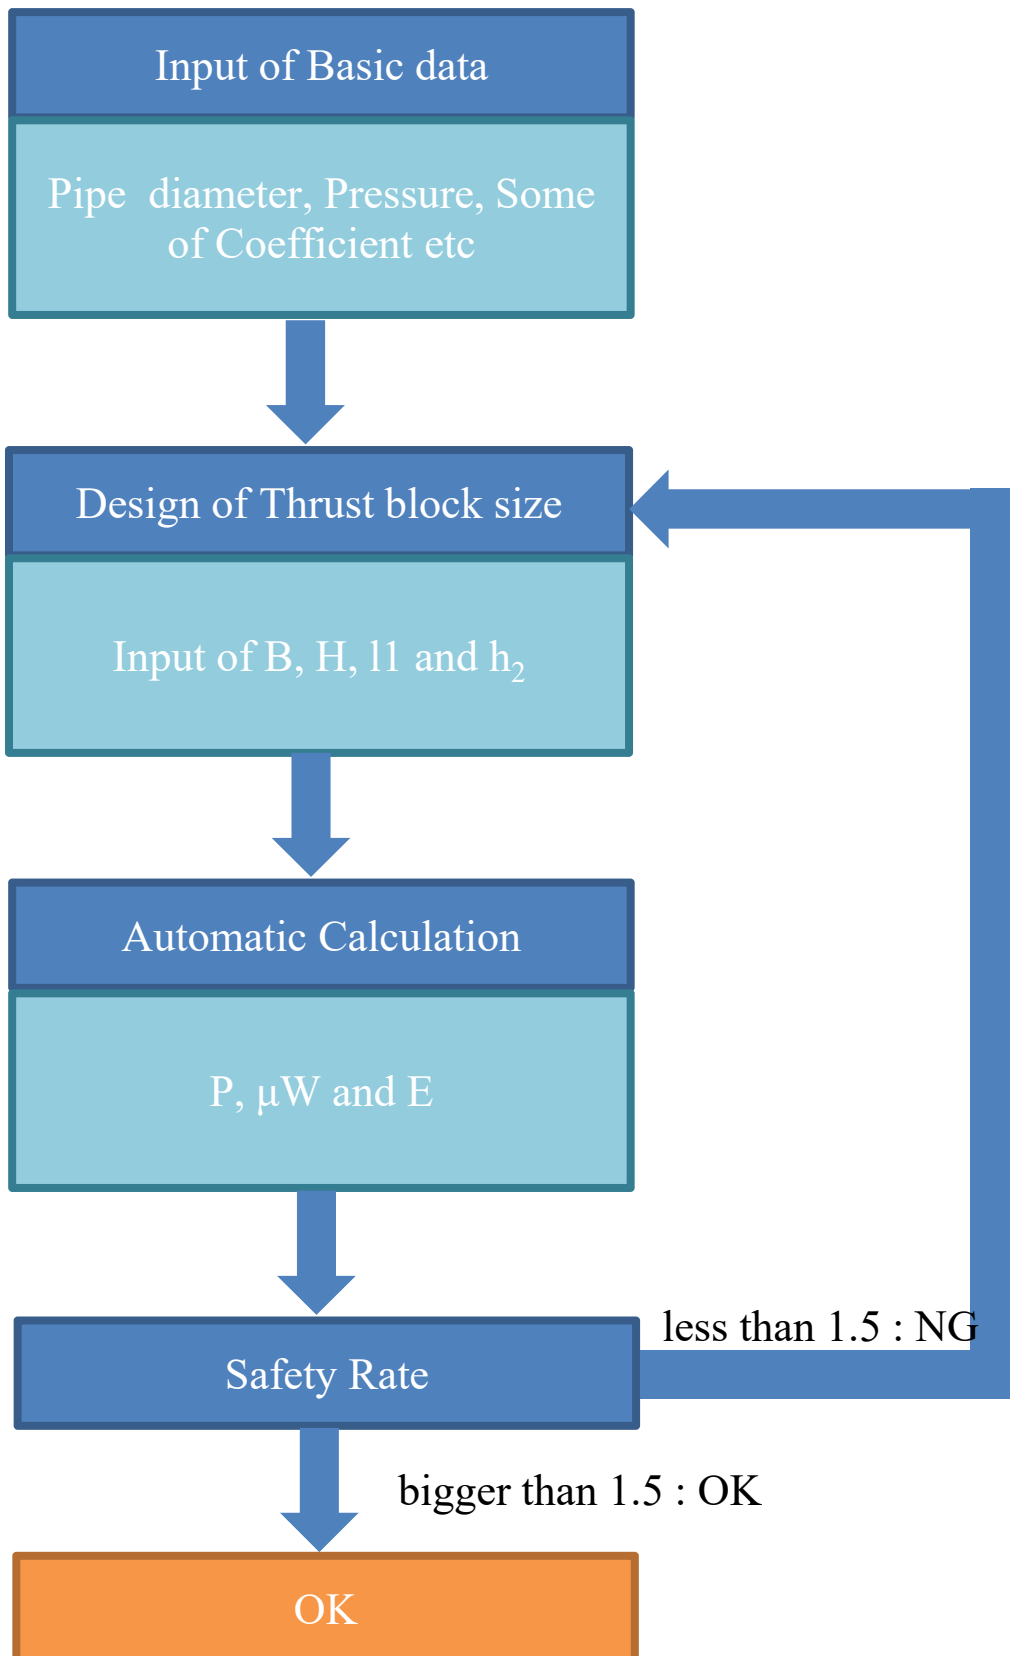 Input of Basic data
Pipe  diameter, Pressure, Some
of Coefficient etc
Design of Thrust block size
Input of B, H, l1 and h₂
Automatic Calculation
P, μW and E
less than 1.5 : NG
Safety Rate
bigger than 1.5 : OK
OK